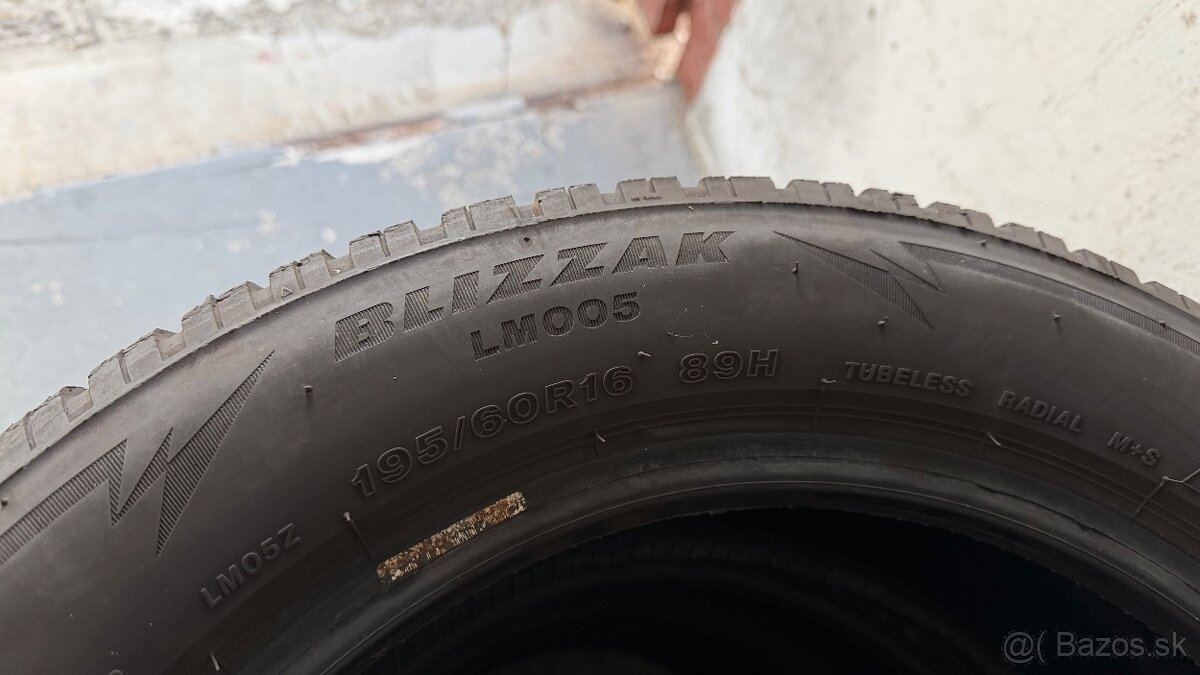 BLIZZAK
LM005
195/60R16 89H TUBELESS RADIAL M+S
LM05Z
@( Bazos.sk